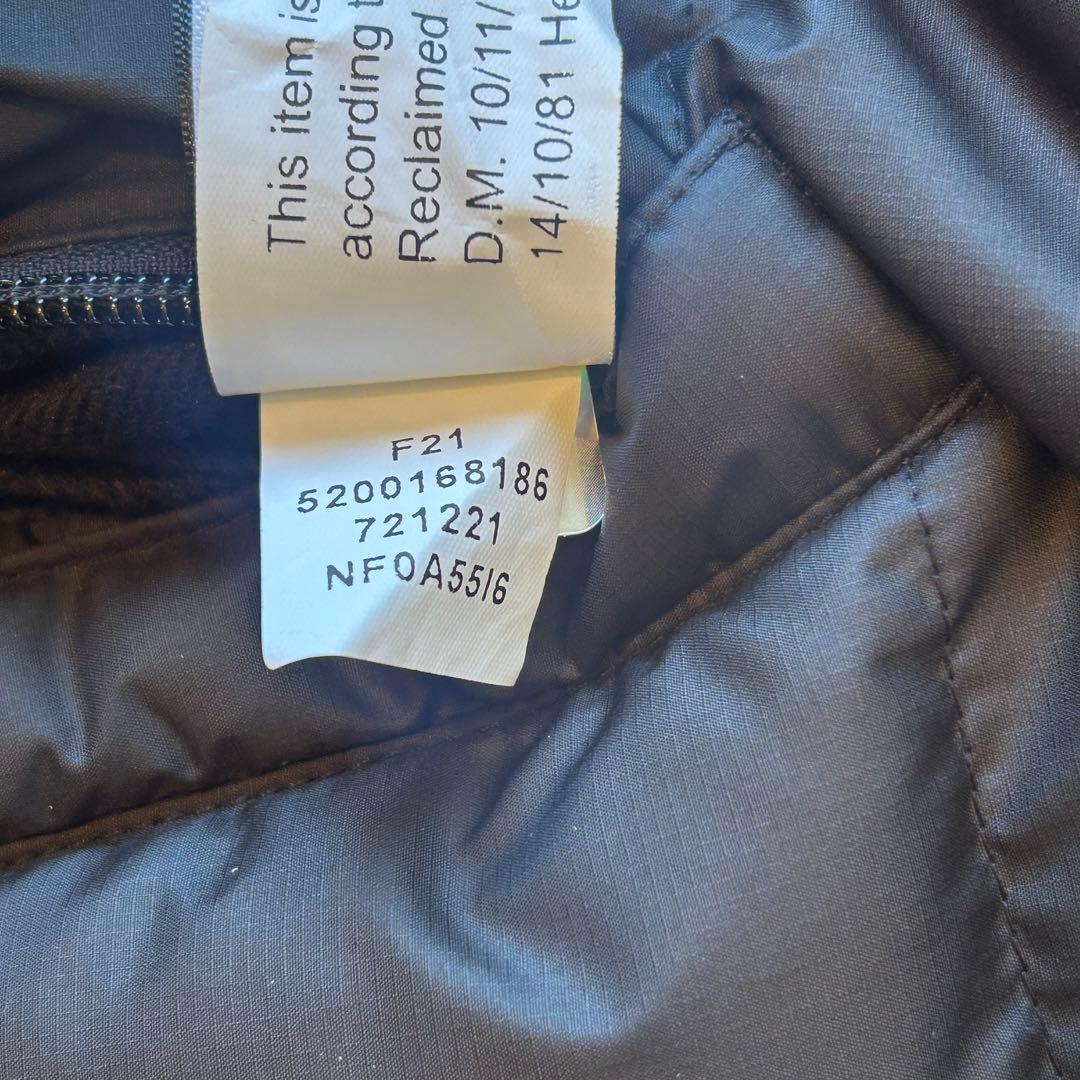 This item is
according t
Reclaimed
D.M. 10/11/
14/10/81 He
F21
5200168186
721221
NF0A55I6